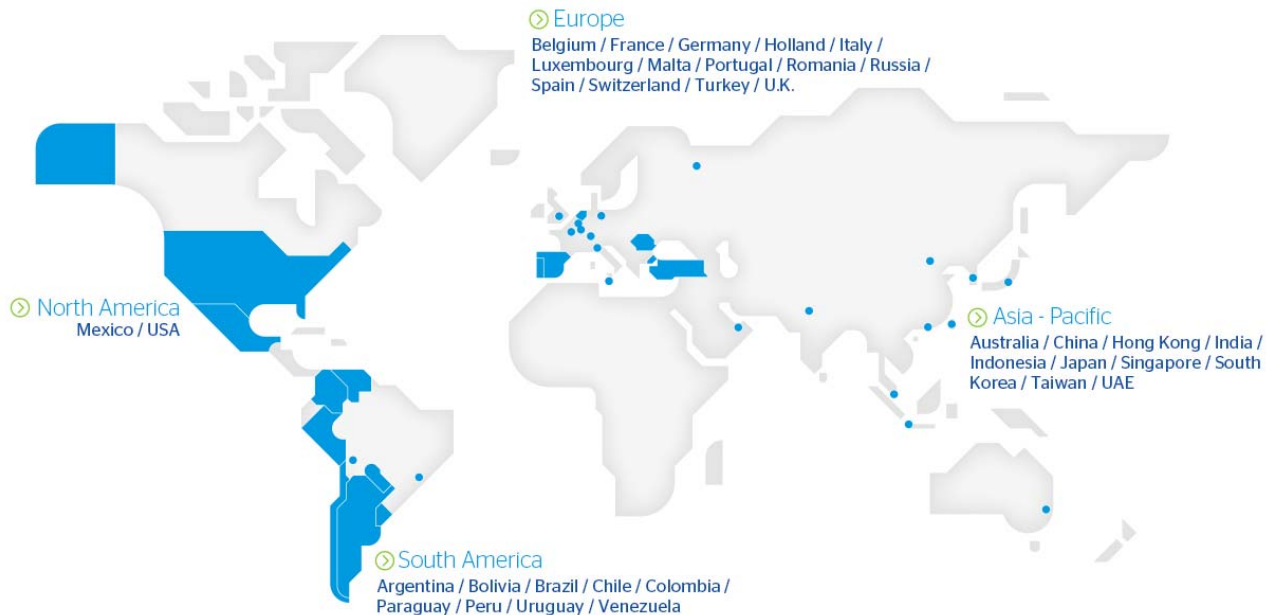 Europe
Belgium / France / Germany / Holland / Italy /
Luxembourg / Malta / Portugal / Romania / Russia /
Spain / Switzerland / Turkey / U.K.
North America
Mexico / USA
Asia - Pacific
Australia / China / Hong Kong / India /
Indonesia / Japan / Singapore / South
Korea / Taiwan / UAE
South America
Argentina / Bolivia / Brazil / Chile / Colombia /
Paraguay / Peru / Uruguay / Venezuela